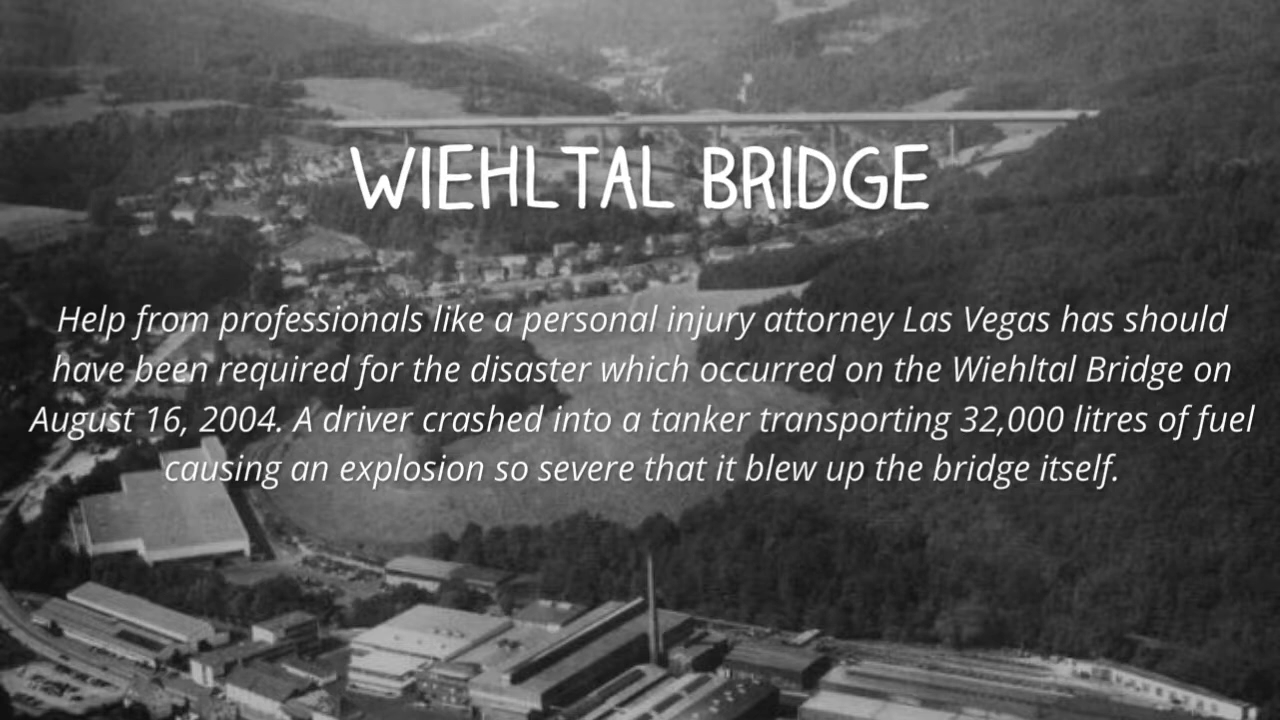 WIEHLTAL BRIDGE
Help from professionals like a personal injury attorney Las Vegas has should
have been required for the disaster which occurred on the Wiehltal Bridge on
August 16, 2004. A driver crashed into a tanker transporting 32,000 litres of fuel
causing an explosion so severe that it blew up the bridge itself.